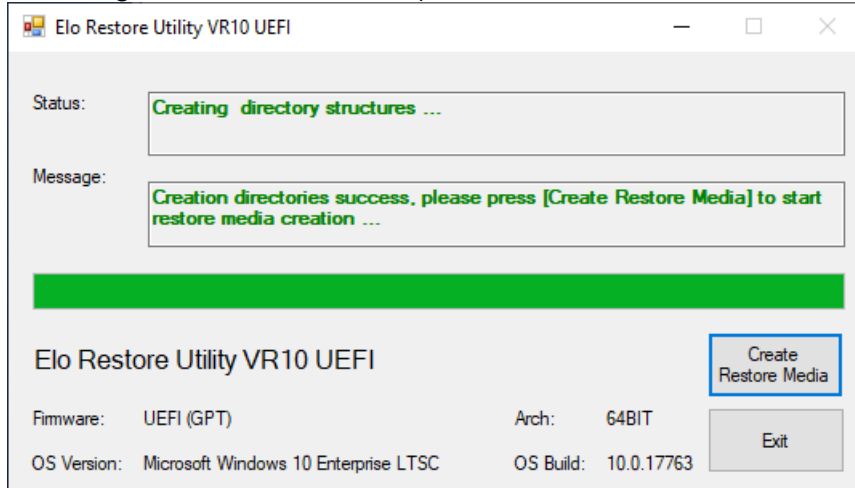 Elo Restore Utility VR10 UEFI
Status:
Creating directory structures ...
Message:
Creation directories success, please press [Create Restore Media] to start
restore media creation ...
Elo Restore Utility VR10 UEFI
Create
Restore Media
Firmware: UEFI (GPT) Arch: 64BIT
Exit
OS Version: Microsoft Windows 10 Enterprise LTSC OS Build: 10.0.17763